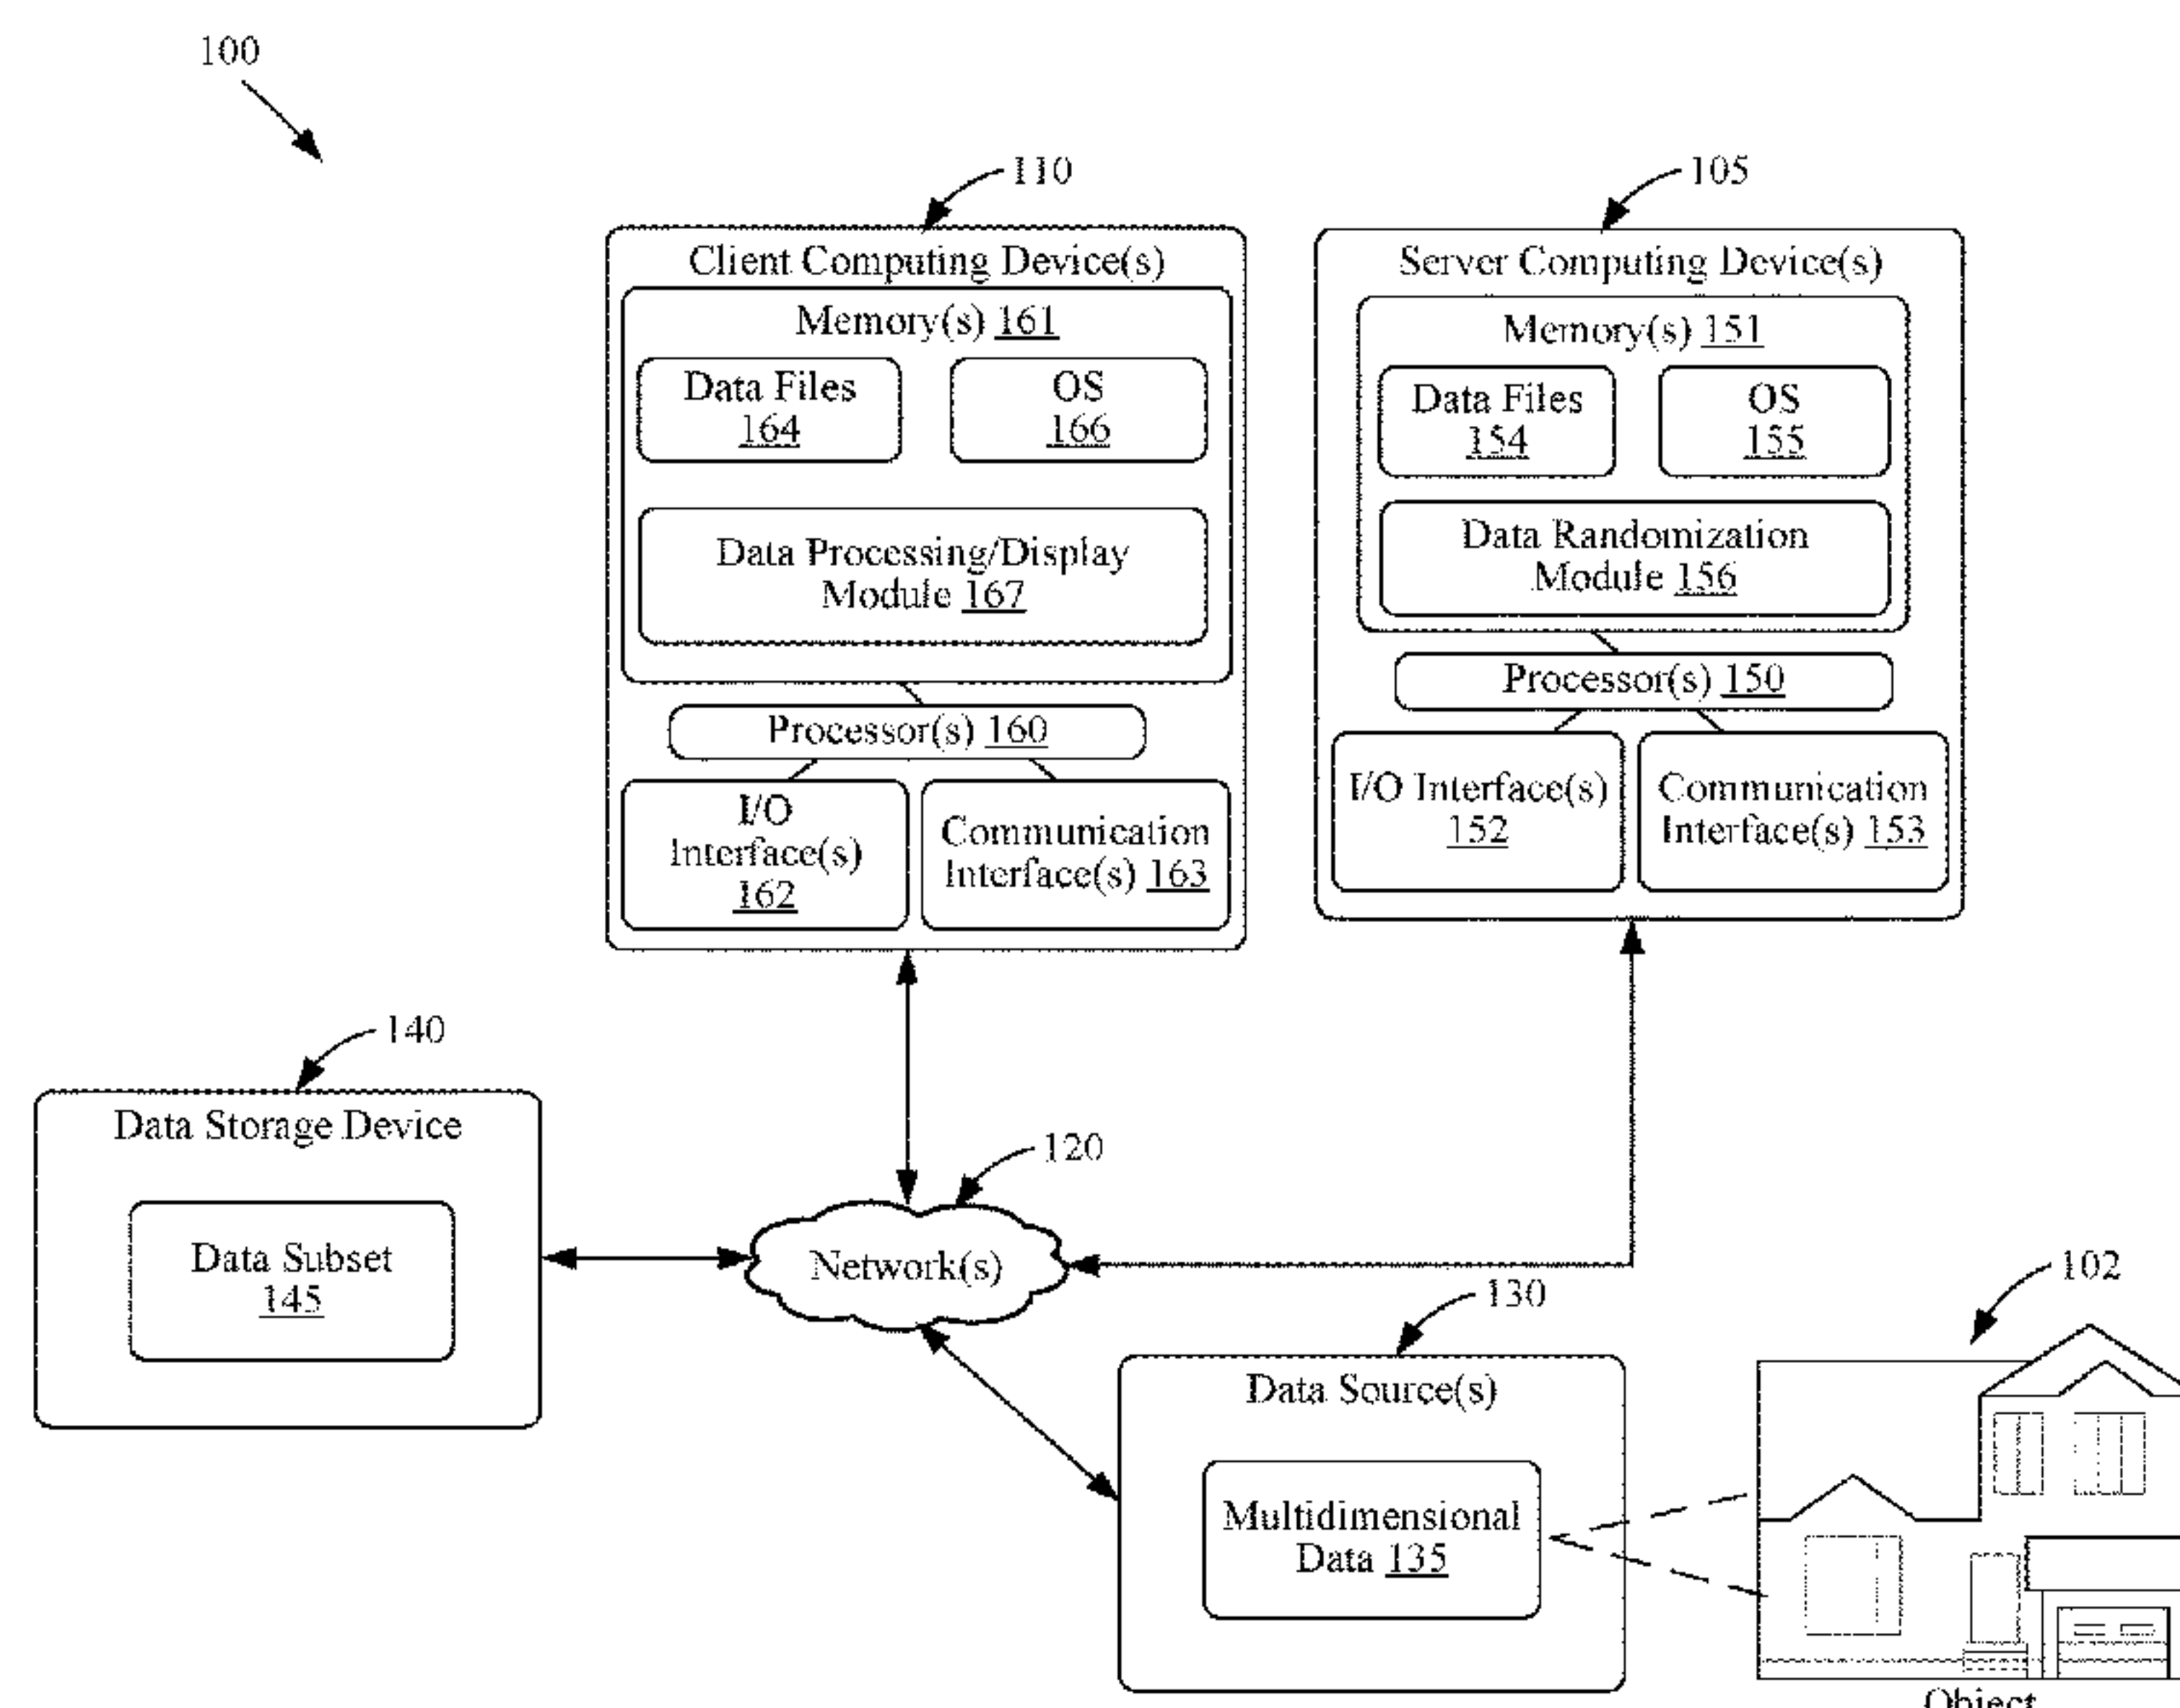 100
110
105
Client Computing Device(s)
Memory(s) 161
Data Files
164
OS
166
Data Processing/Display
Module 167
Processor(s) 160
I/O
Interface(s)
162
Communication
Interface(s) 163
Server Computing Device(s)
Memory(s) 151
Data Files
154
OS
155
Data Randomization
Module 156
Processor(s) 150
I/O Interface(s)
152
Communication
Interface(s) 153
140
Data Storage Device
Data Subset
145
120
Network(s)
130
Data Source(s)
Multidimensional
Data 135
102
Object